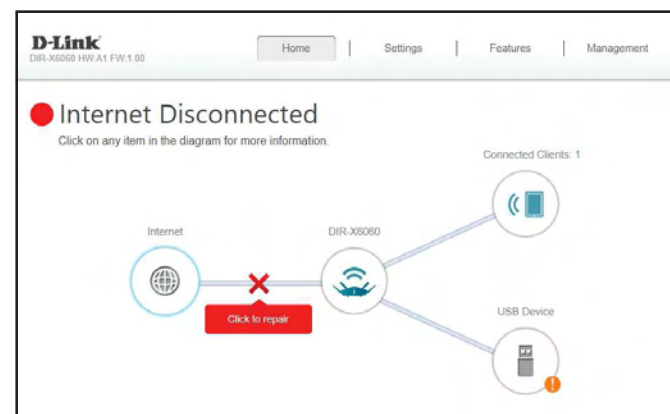 D-Link
DIR-X6060 HW:A1 FW:1.00
Home | Settings | Features | Management
Internet Disconnected
Click on any item in the diagram for more information.
Connected Clients: 1
Internet
DIR-X6060
Click to repair
USB Device